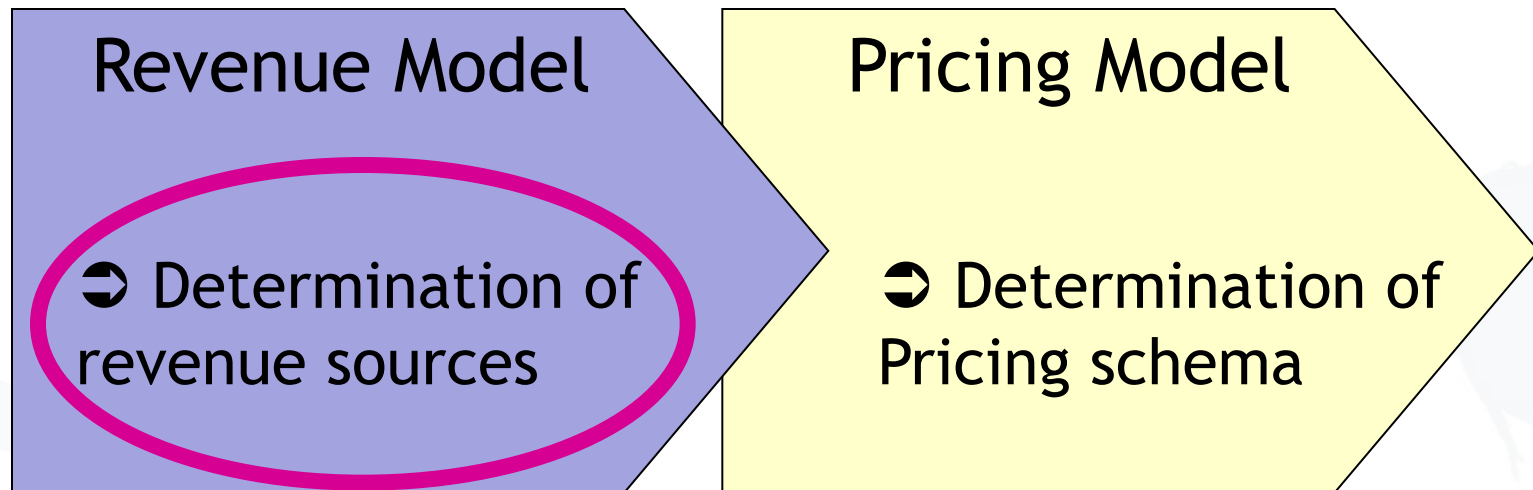 Revenue Model
➲ Determination of
revenue sources
Pricing Model
➲ Determination of
Pricing schema